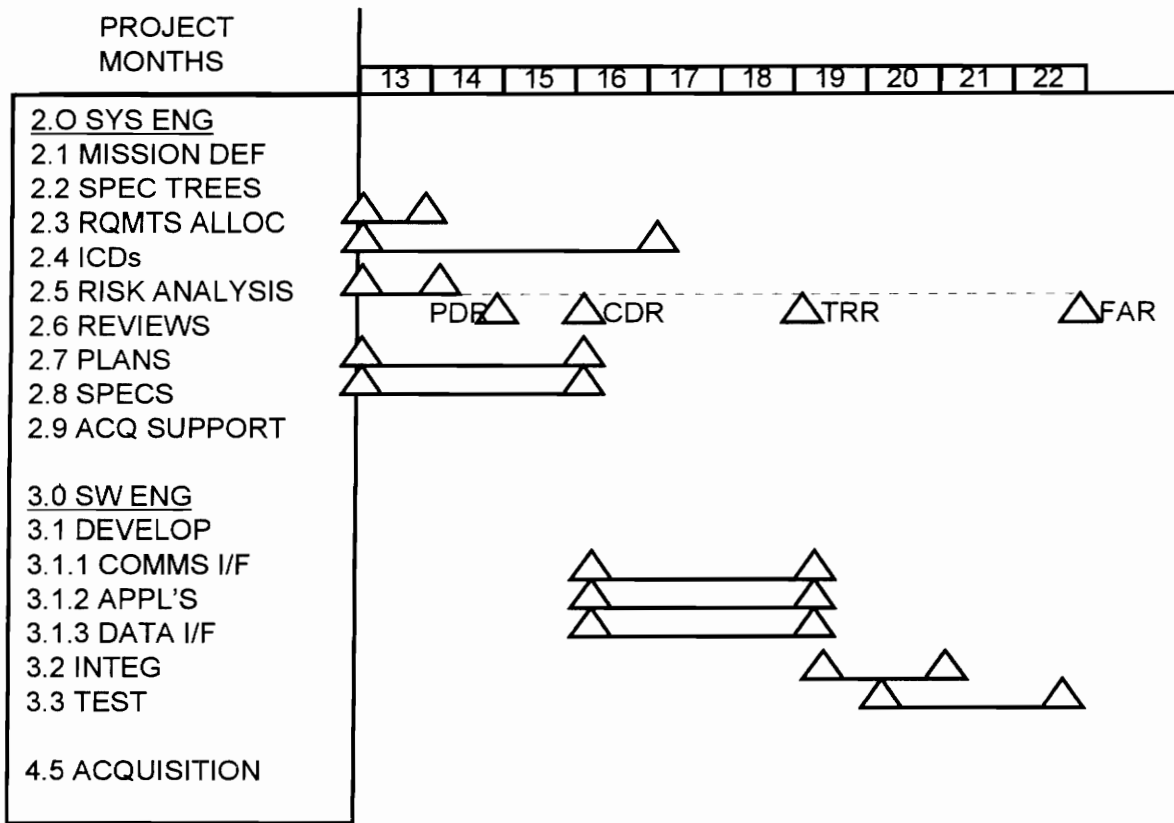 PROJECT
MONTHS
13 14 15 16 17 18 19 20 21 22
2.O SYS ENG
2.1 MISSION DEF
2.2 SPEC TREES
2.3 RQMTS ALLOC
2.4 ICDs
2.5 RISK ANALYSIS
PDR CDR TRR FAR
2.6 REVIEWS
2.7 PLANS
2.8 SPECS
2.9 ACQ SUPPORT
3.0 SW ENG
3.1 DEVELOP
3.1.1 COMMS I/F
3.1.2 APPL'S
3.1.3 DATA I/F
3.2 INTEG
3.3 TEST
4.5 ACQUISITION